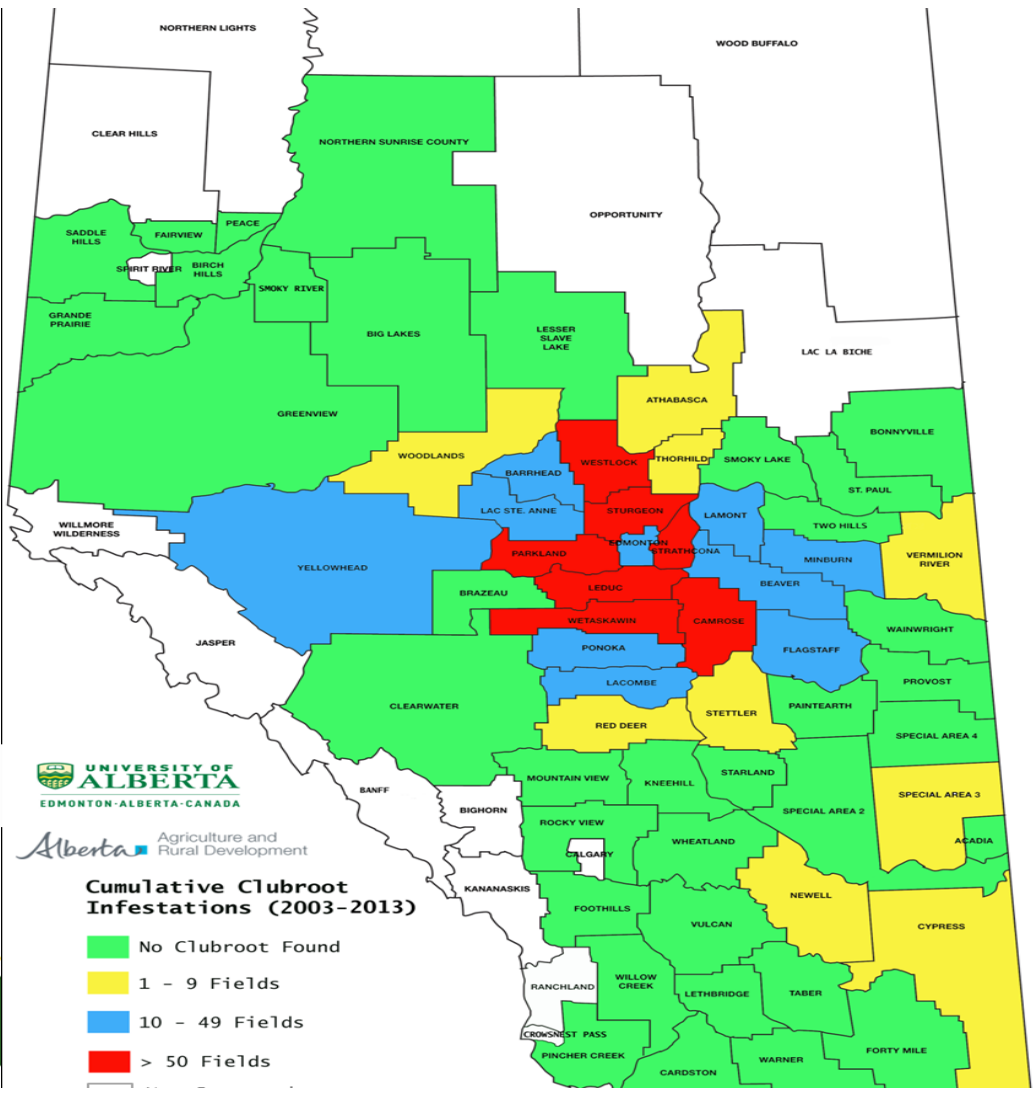 NORTHERN LIGHTS
WOOD BUFFALO
CLEAR HILLS
NORTHERN SUNRISE COUNTY
OPPORTUNITY
PEACE
SADDLE
HILLS
FAIRVIEW
SPIRIT RIVER
BIRCH
HILLS
SMOKY RIVER
GRANDE
PRAIRIE
BIG LAKES
LESSER
SLAVE
LAKE
LAC LA BICHE
GREENVIEW
ATHABASCA
BONNYVILLE
WOODLANDS
WESTLOCK
THORHILD
SMOKY LAKE
BARRHEAD
ST. PAUL
LAC STE. ANNE
STURGEON
LAMONT
TWO HILLS
WILLMORE
WILDERNESS
EDMONTON
STRATHCONA
PARKLAND
MINBURN
VERMILION
RIVER
YELLOWHEAD
BEAVER
BRAZEAU
LEDUC
WETASKAWIN
CAMROSE
WAINWRIGHT
JASPER
PONOKA
FLAGSTAFF
LACOMBE
PROVOST
CLEARWATER
STETTLER
PAINTEARTH
RED DEER
SPECIAL AREA 4
UNIVERSITY OF
ALBERTA
EDMONTON·ALBERTA·CANADA
MOUNTAIN VIEW
KNEEHILL
STARLAND
BANFF
BIGHORN
SPECIAL AREA 2
SPECIAL AREA 3
ROCKY VIEW
WHEATLAND
ACADIA
CALGARY
Alberta
Agriculture and
Rural Development
KANANASKIS
NEWELL
FOOTHILLS
VULCAN
CYPRESS
Cumulative Clubroot
Infestations (2003-2013)
No Clubroot Found
1 - 9 Fields
10 - 49 Fields
> 50 Fields
RANCHLAND
WILLOW
CREEK
LETHBRIDGE
TABER
CROWSNEST PASS
PINCHER CREEK
CARDSTON
WARNER
FORTY MILE